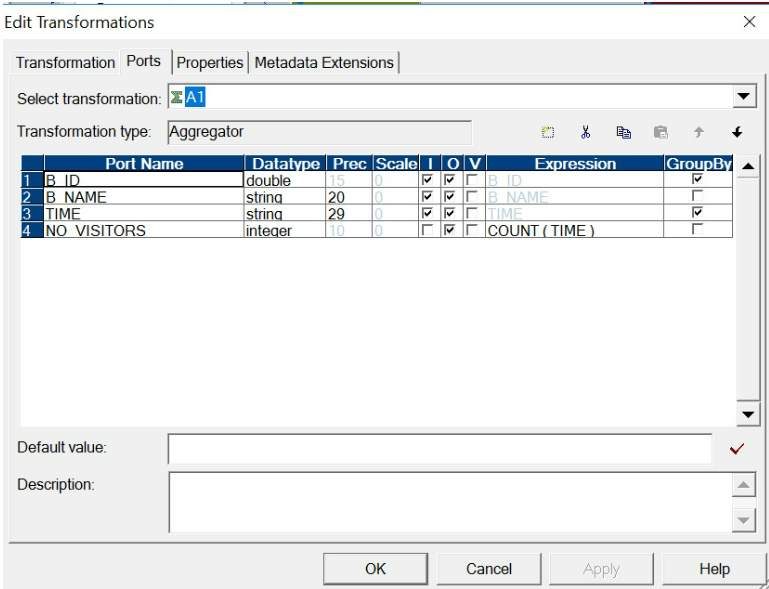 Edit Transformations
Transformation Ports Properties Metadata Extensions
Select transformation: A1
Transformation type: Aggregator
Port Name Datatype Prec Scale I O V Expression GroupBy
1 B_ID double 15 0 B_ID
2 B_NAME string 20 0 B_NAME
3 TIME string 29 0 TIME
4 NO_VISITORS integer 10 0 COUNT ( TIME )
Default value:
Description:
OK Cancel Apply Help